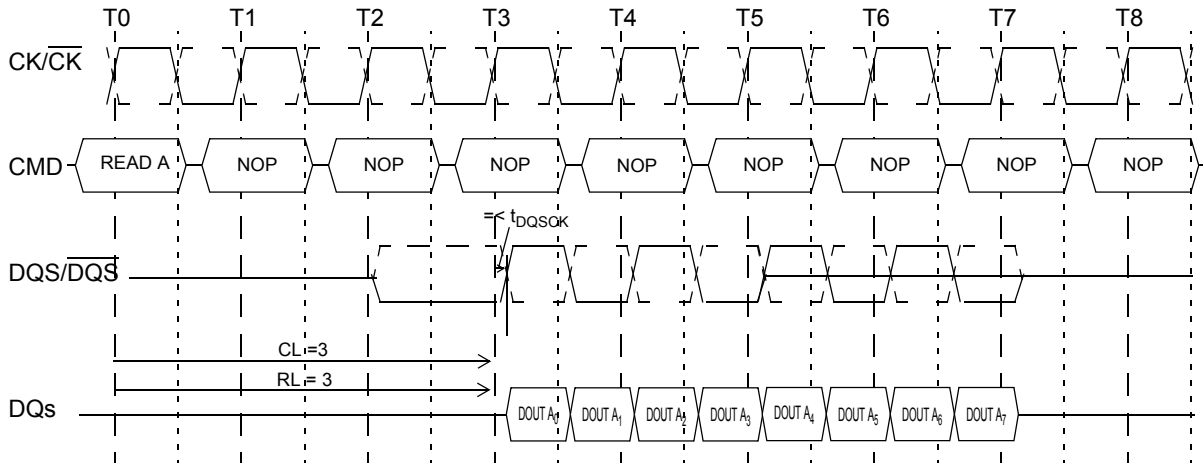 T0 T1 T2 T3 T4 T5 T6 T7 T8
CK/C̅K̅
CMD READ A NOP NOP NOP NOP NOP NOP NOP NOP
=< tDQSCK
DQS/D̅Q̅S̅
CL =3
RL = 3
DQs DOUT A0 DOUT A1 DOUT A2 DOUT A3 DOUT A4 DOUT A5 DOUT A6 DOUT A7